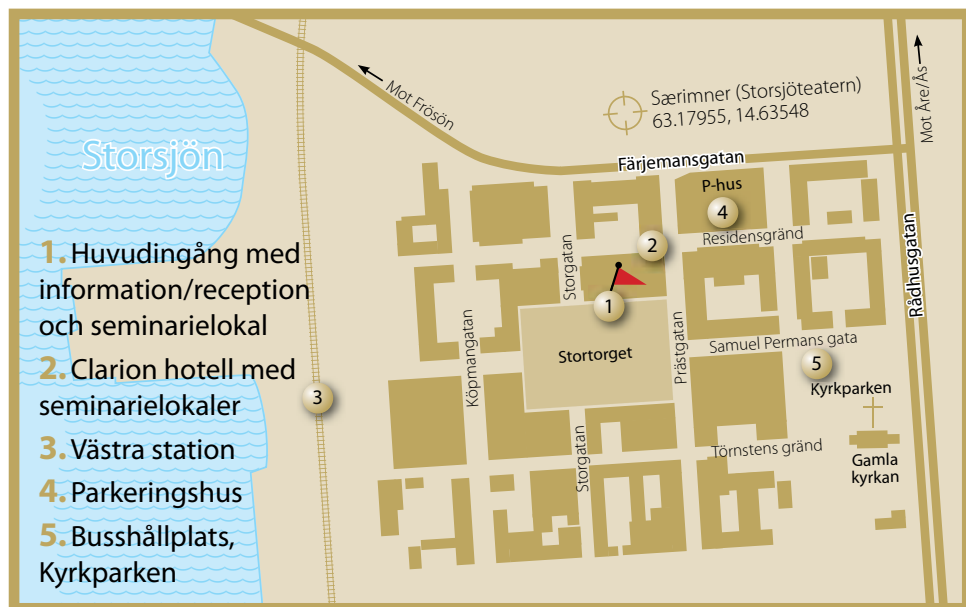 Mot Frösön
Særimner (Storsjöteatern)
63.17955, 14.63548
Mot Åre/Ås
Storsjön
Färjemansgatan
P-hus
4
Residensgränd
2
1
Storgatan
Stortorget
Prästgatan
Köpmangatan
Samuel Permans gata
5
Kyrkparken
3
Rådhusgatan
Storgatan
Törnstens gränd
Gamla
kyrkan
1. Huvudingång med
information/reception
och seminarielokal
2. Clarion hotell med
seminarielokaler
3. Västra station
4. Parkeringshus
5. Busshållplats,
Kyrkparken